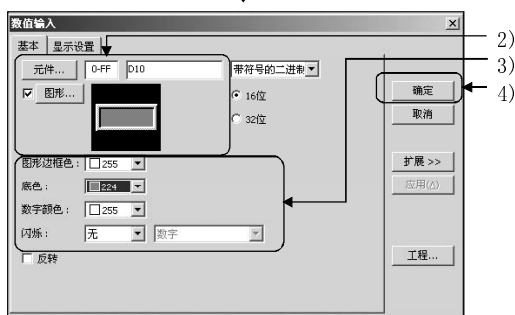 数值输入
基本 显示设置
2)
元件... 0-FF D10 带符号的二进制
3)
图形... 16位 确定
4)
32位 取消
图形边框色: 255 扩展 >>
底色: 224 应用(A)
数字颜色: 255
闪烁: 无 数字
反转 工程...